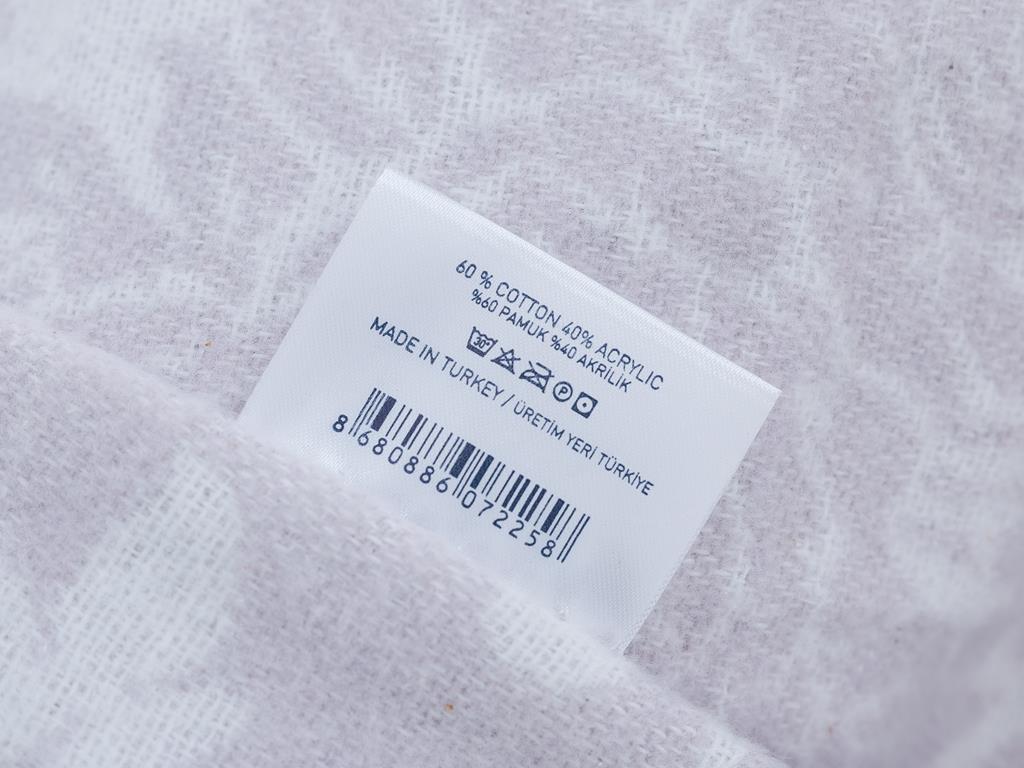 60 % COTTON 40% ACRYLIC
%60 PAMUK %40 AKRİLİK
30° P
MADE IN TURKEY / ÜRETİM YERİ TÜRKİYE
8 680886 072258